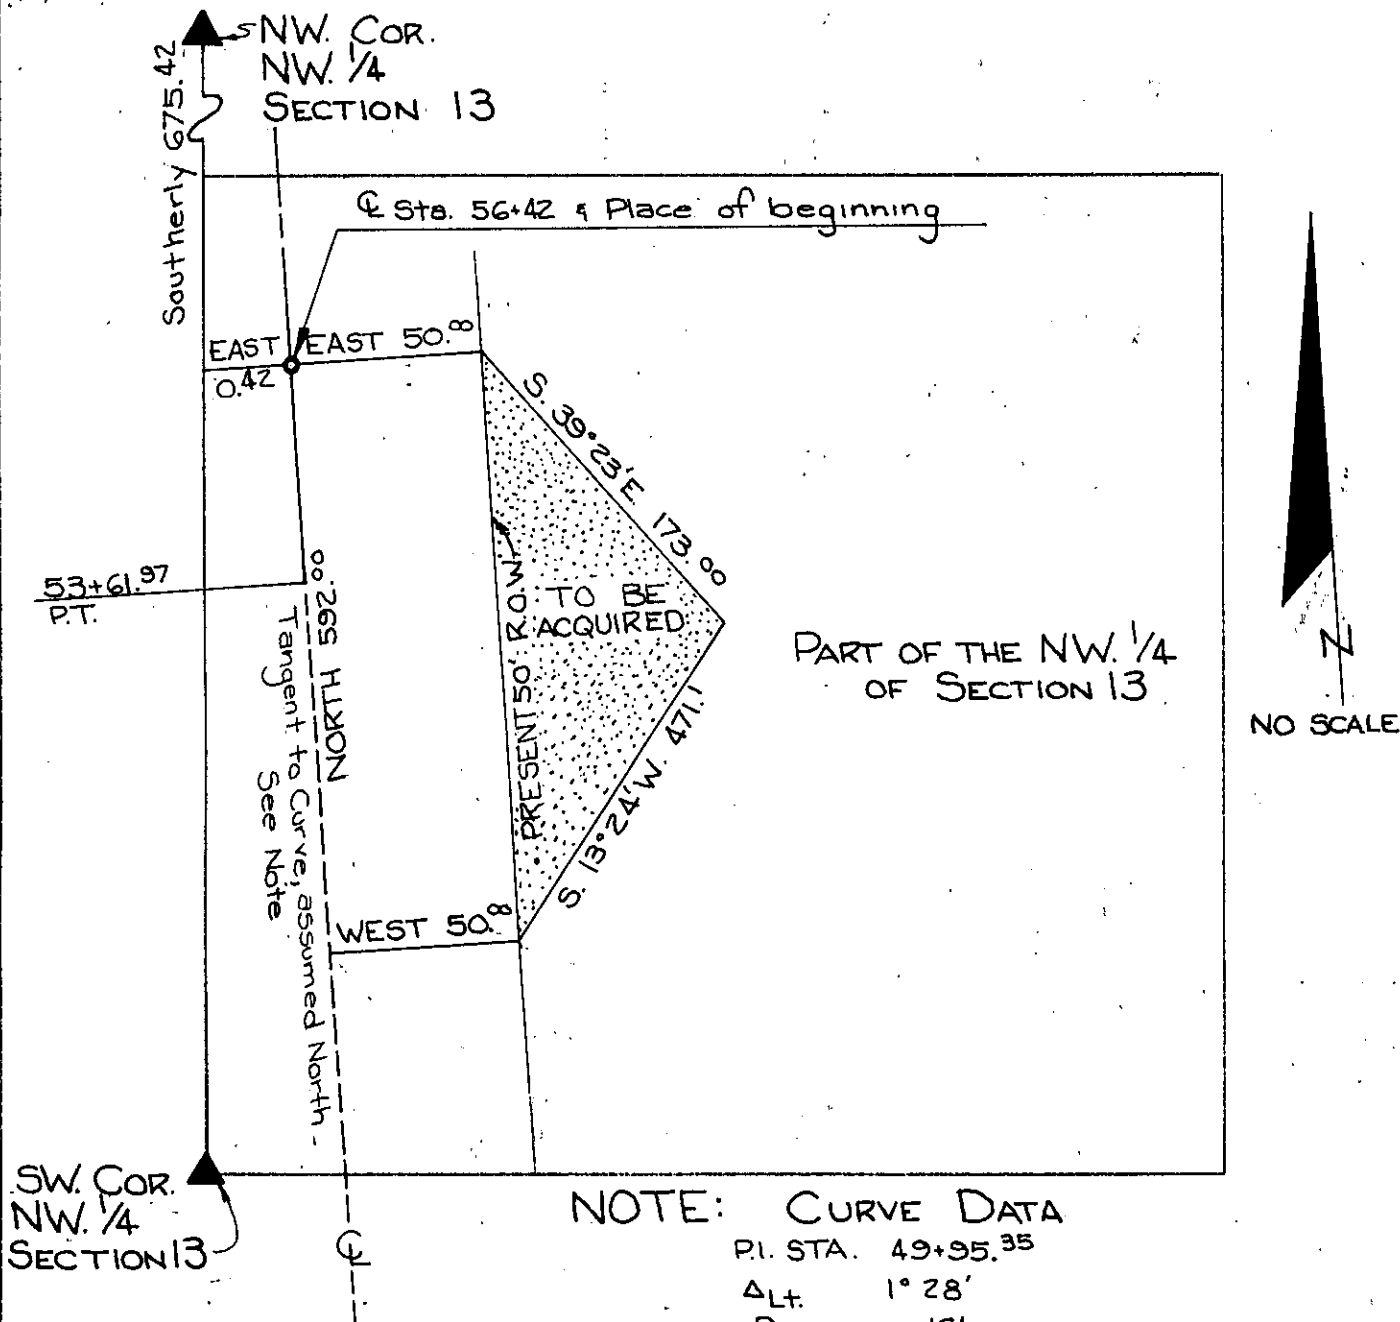 NW. COR.
NW. 1/4
SECTION 13
Southerly 675.42
℄ Sta. 56+42 & Place of beginning
EAST
0.42
EAST 50.00
S. 39°23'E. 173.00
53+61.97
P.T.
NORTH 592.00
Tangent to Curve, assumed North -
See Note
PRESENT 50' R.O.W.
TO BE
ACQUIRED
S. 13°24'W. 471.1
WEST 50.00
PART OF THE NW. 1/4
OF SECTION 13
N
NO SCALE
SW. COR.
NW. 1/4
SECTION 13
℄
NOTE: CURVE DATA
P.I. STA. 49+95.35
Δ Lt. 1° 28'